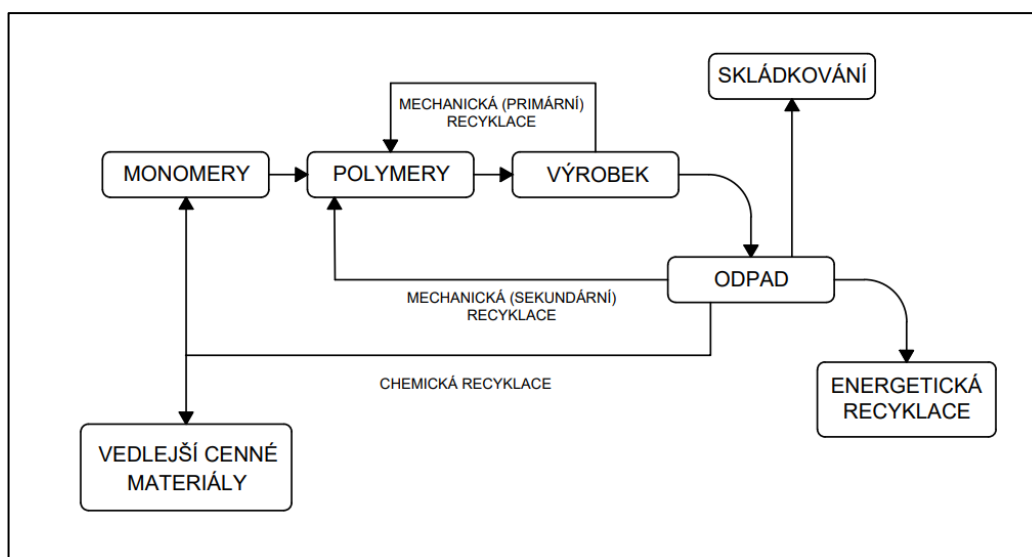 SKLÁDKOVÁNÍ
MECHANICKÁ (PRIMÁRNÍ)
RECYKLACE
MONOMERY
POLYMERY
VÝROBEK
ODPAD
MECHANICKÁ (SEKUNDÁRNÍ)
RECYKLACE
CHEMICKÁ RECYKLACE
ENERGETICKÁ
RECYKLACE
VEDLEJŠÍ CENNÉ
MATERIÁLY